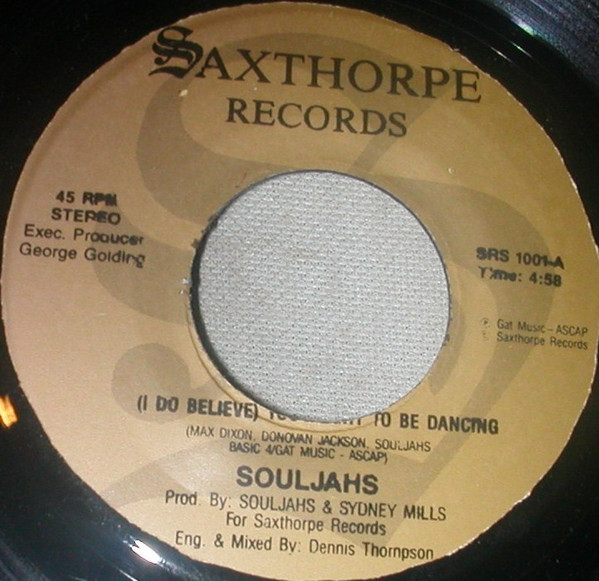 SAXTHORPE
RECORDS
45 RPM
STEREO
Exec. Producer
George Golding
SRS 1001-A
Time: 4:58
℗ Gat Music - ASCAP
Saxthorpe Records
(I DO BELIEVE) TO BE DANCING
(MAX DIXON, DONOVAN JACKSON, SOULJAHS
BASIC 4/GAT MUSIC - ASCAP)
SOULJAHS
Prod. By: SOULJAHS & SYDNEY MILLS
For Saxthorpe Records
Eng. & Mixed By: Dennis Thompson